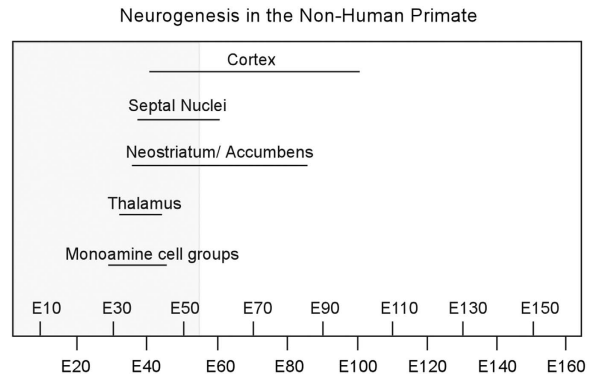 Neurogenesis in the Non-Human Primate
Cortex
Septal Nuclei
Neostriatum/ Accumbens
Thalamus
Monoamine cell groups
E10 E30 E50 E70 E90 E110 E130 E150
E20 E40 E60 E80 E100 E120 E140 E160